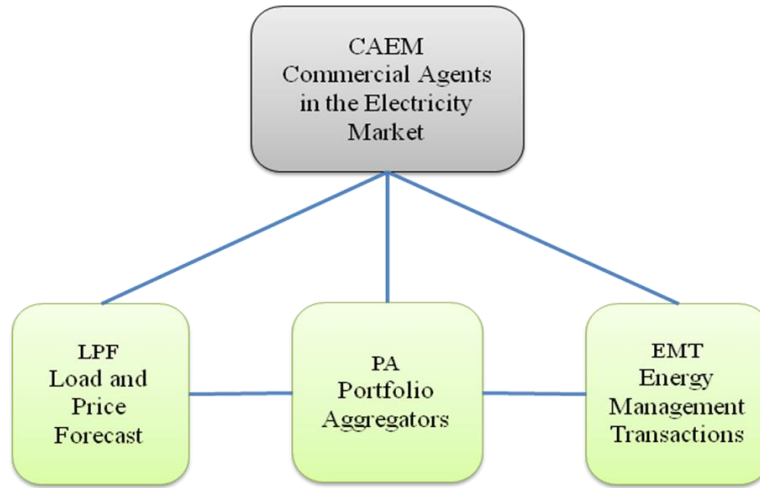 CAEM
Commercial Agents
in the Electricity
Market
LPF
Load and
Price
Forecast
PA
Portfolio
Aggregators
EMT
Energy
Management
Transactions